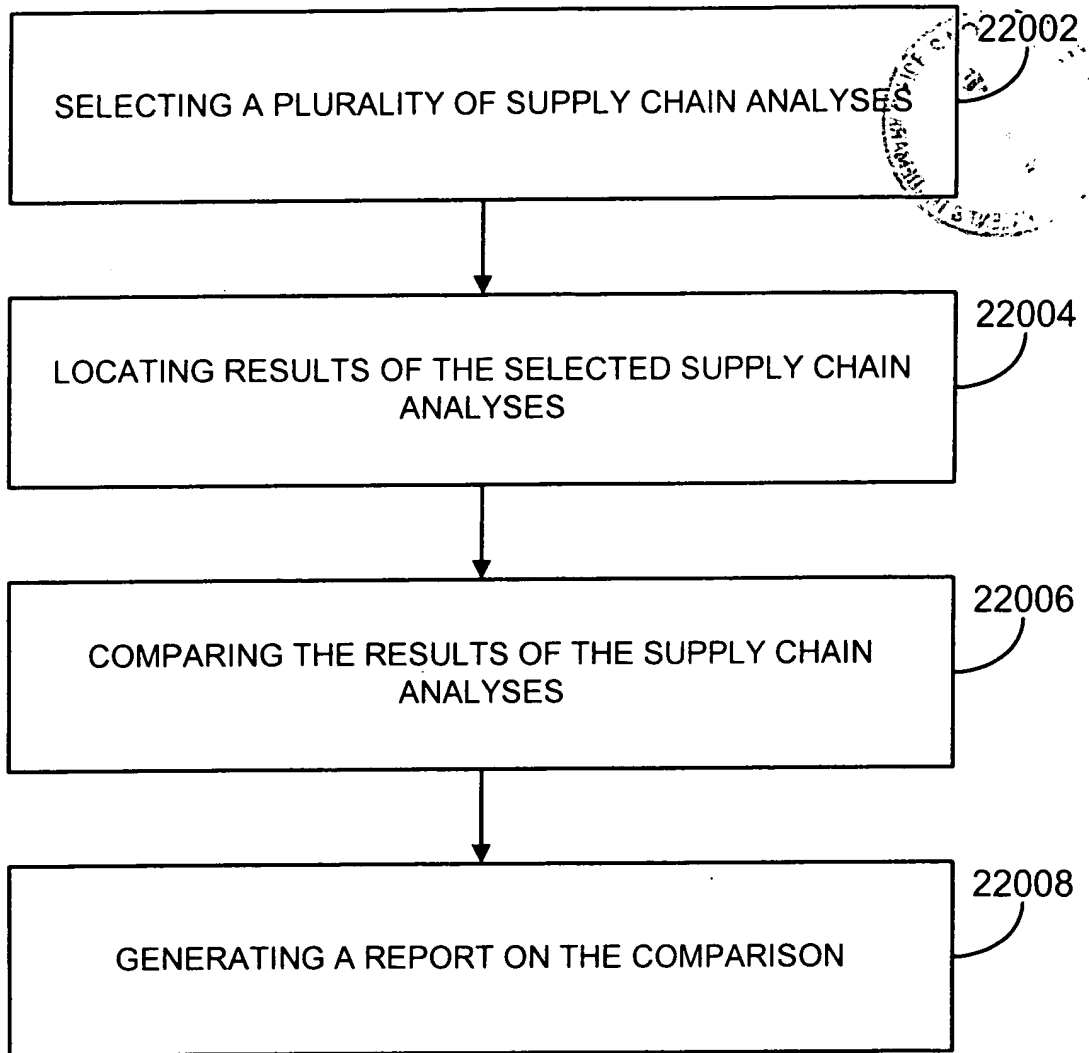 22002
SELECTING A PLURALITY OF SUPPLY CHAIN ANALYSES
22004
LOCATING RESULTS OF THE SELECTED SUPPLY CHAIN
ANALYSES
22006
COMPARING THE RESULTS OF THE SUPPLY CHAIN
ANALYSES
22008
GENERATING A REPORT ON THE COMPARISON